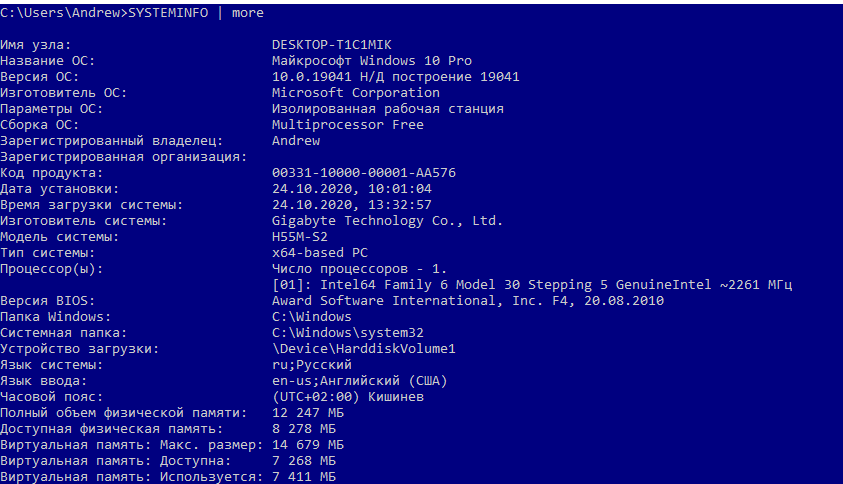 C:\Users\Andrew>SYSTEMINFO | more
Имя узла: DESKTOP-T1C1MIK
Название ОС: Майкрософт Windows 10 Pro
Версия ОС: 10.0.19041 Н/Д построение 19041
Изготовитель ОС: Microsoft Corporation
Параметры ОС: Изолированная рабочая станция
Сборка ОС: Multiprocessor Free
Зарегистрированный владелец: Andrew
Зарегистрированная организация:
Код продукта: 00331-10000-00001-AA576
Дата установки: 24.10.2020, 10:01:04
Время загрузки системы: 24.10.2020, 13:32:57
Изготовитель системы: Gigabyte Technology Co., Ltd.
Модель системы: H55M-S2
Тип системы: x64-based PC
Процессор(ы): Число процессоров - 1.
[01]: Intel64 Family 6 Model 30 Stepping 5 GenuineIntel ~2261 МГц
Версия BIOS: Award Software International, Inc. F4, 20.08.2010
Папка Windows: C:\Windows
Системная папка: C:\Windows\system32
Устройство загрузки: \Device\HarddiskVolume1
Язык системы: ru;Русский
Язык ввода: en-us;Английский (США)
Часовой пояс: (UTC+02:00) Кишинев
Полный объем физической памяти: 12 247 МБ
Доступная физическая память: 8 278 МБ
Виртуальная память: Макс. размер: 14 679 МБ
Виртуальная память: Доступна: 7 268 МБ
Виртуальная память: Используется: 7 411 МБ